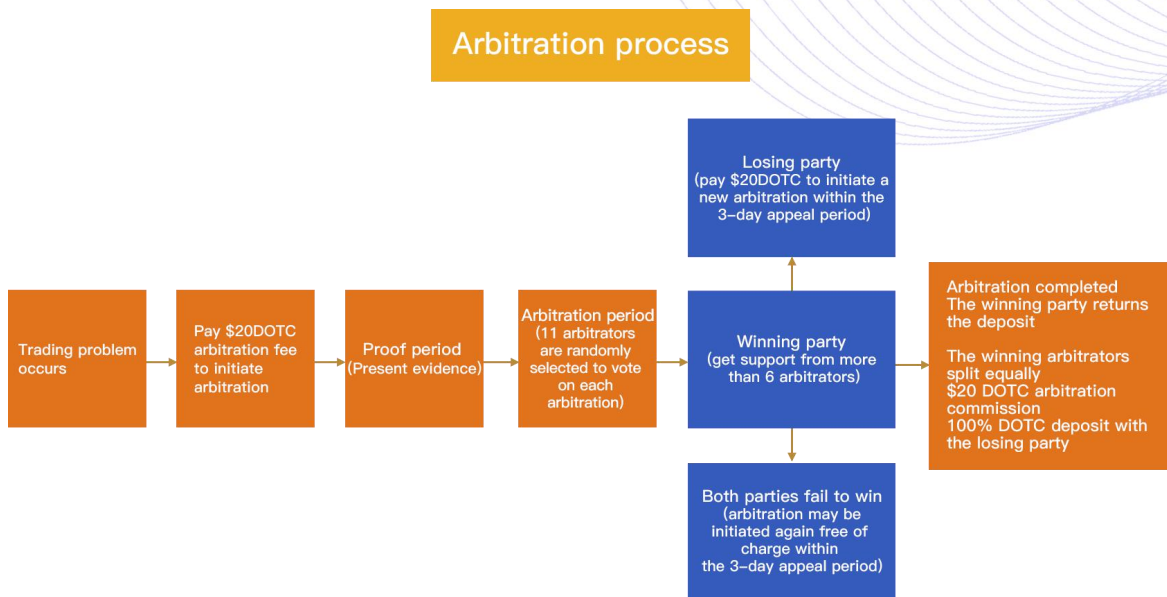 Arbitration process
Losing party
(pay $20DOTC to initiate a
new arbitration within the
3-day appeal period)
Trading problem
occurs
Pay $20DOTC
arbitration fee
to initiate
arbitration
Proof period
(Present evidence)
Arbitration period
(11 arbitrators
are randomly
selected to vote
on each
arbitration)
Winning party
(get support from more
than 6 arbitrators)
Arbitration completed
The winning party returns
the deposit
The winning arbitrators
split equally
$20 DOTC arbitration
commission
100% DOTC deposit with
the losing party
Both parties fail to win
(arbitration may be
initiated again free of
charge within
the 3-day appeal period)